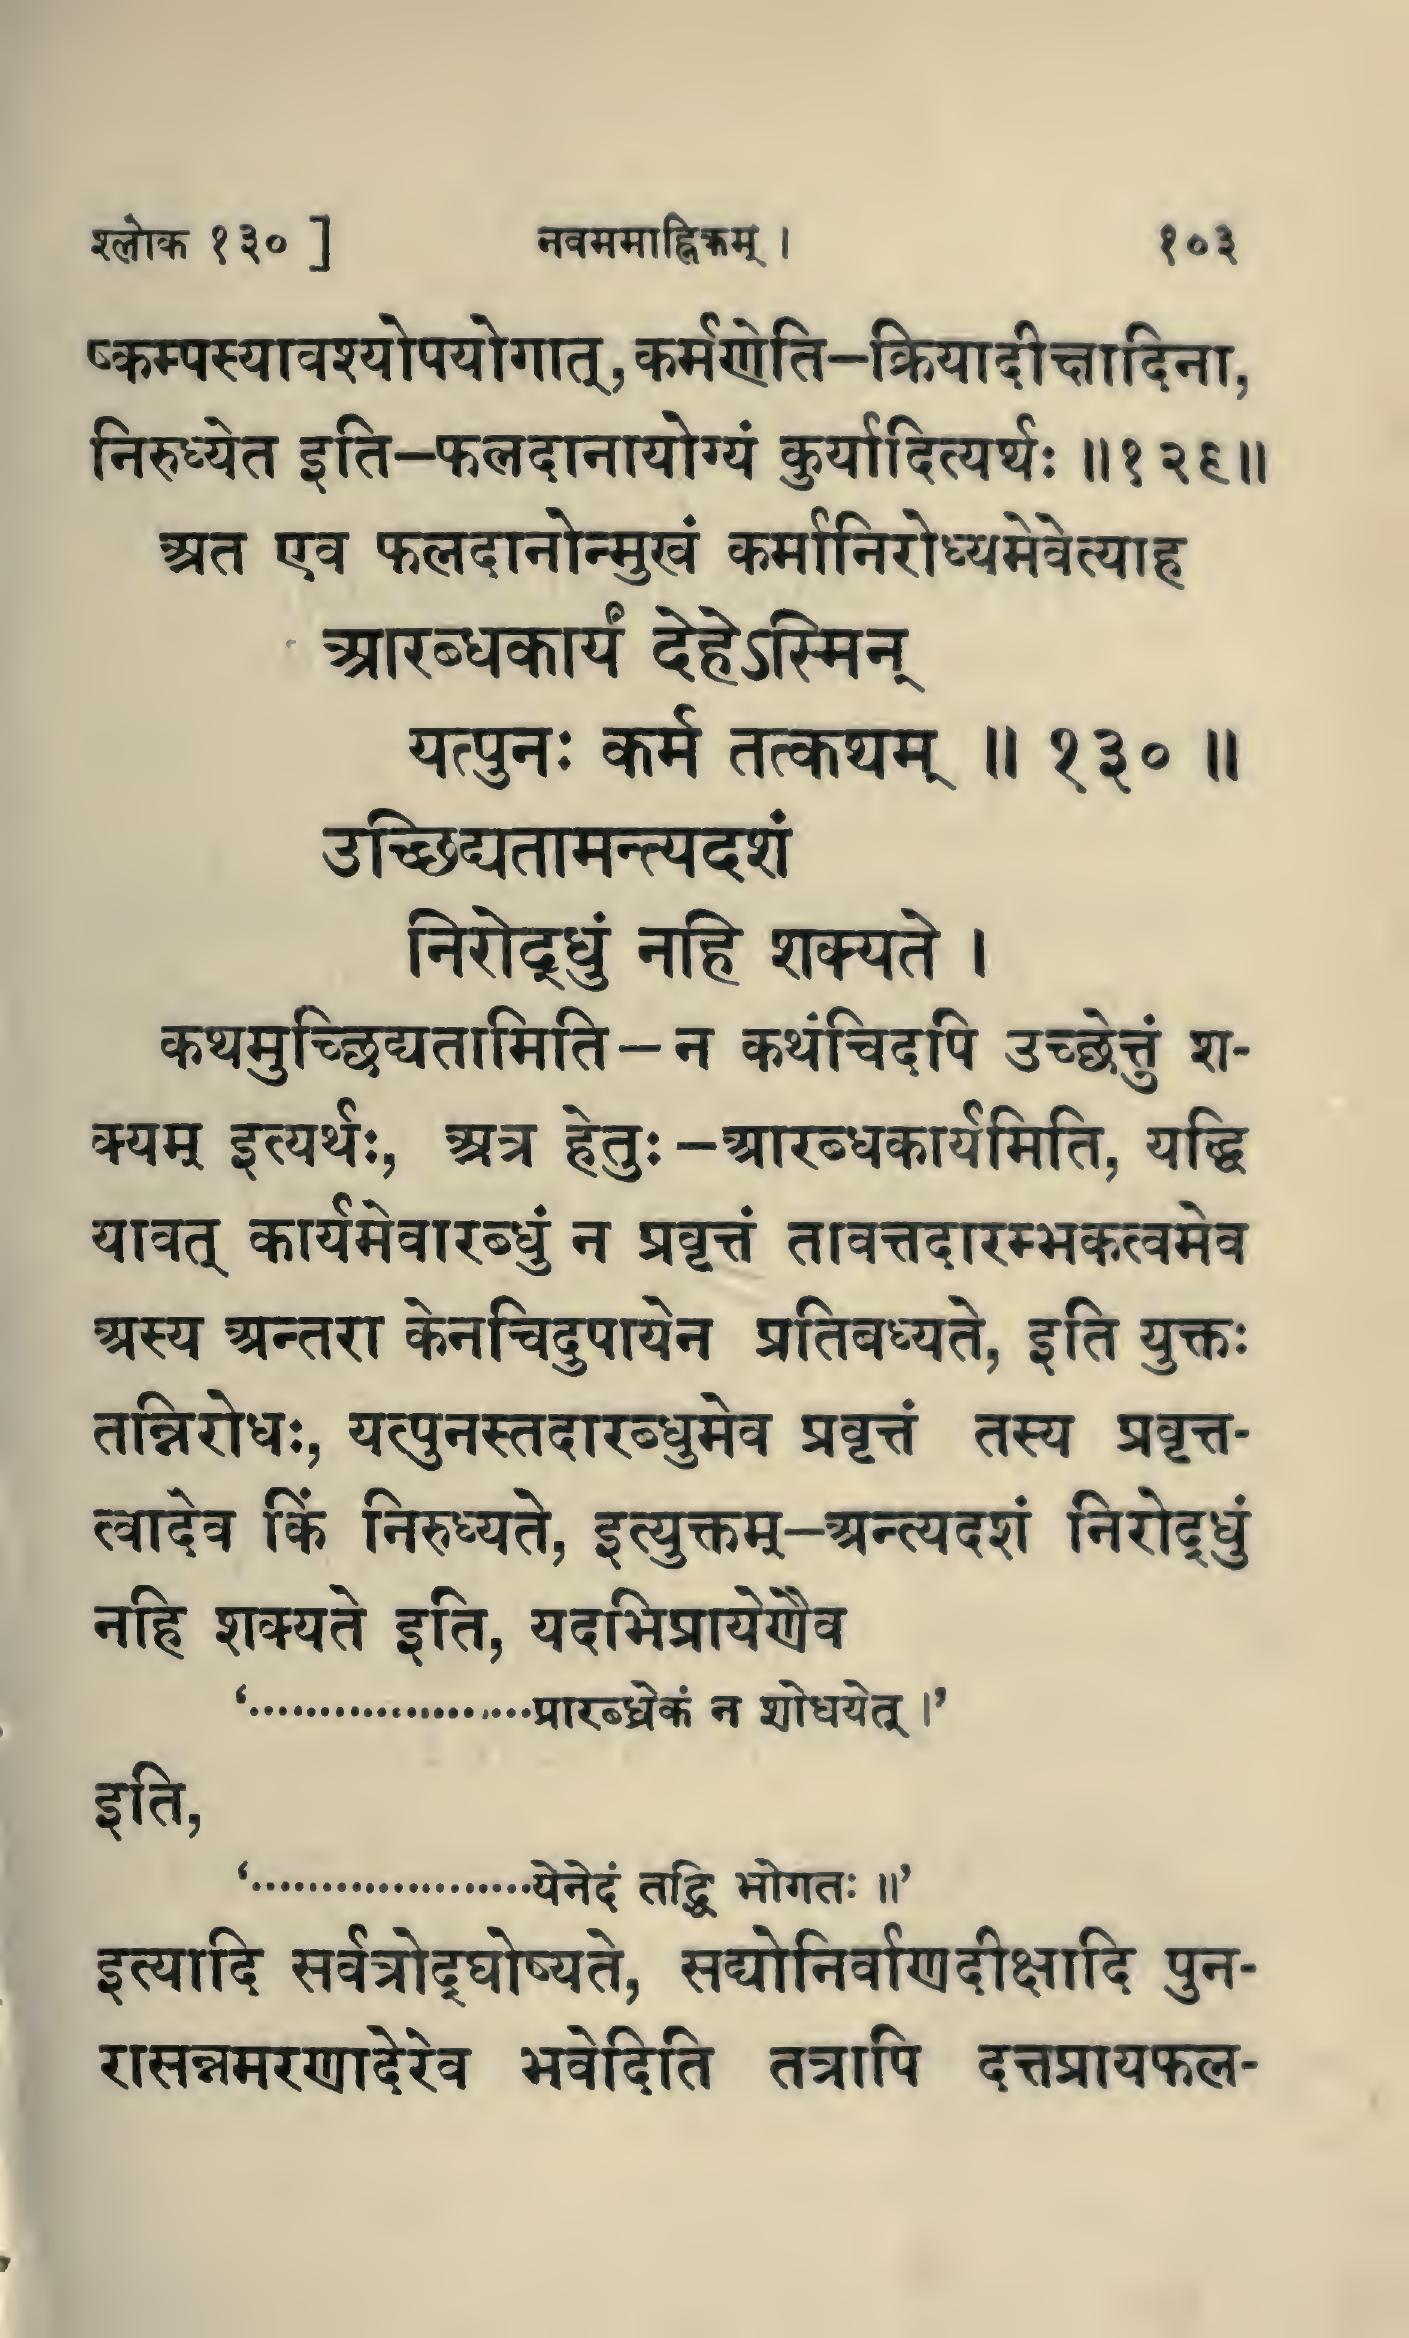 श्लोक १३० ] नवममाह्निकम् । १०३
ष्कम्पस्यावश्योपयोगात्, कर्मणेति—क्रियादीक्षादिना,
निरुध्येत इति—फलदानायोग्यं कुर्यादित्यर्थः ॥१२९॥
अत एव फलदानोन्मुखं कर्मानिरोध्यमेवेत्याह
आरब्धकार्यं देहेऽस्मिन्
यत्पुनः कर्म तत्कथम् ॥ १३० ॥
उच्छिद्यतामन्त्यदशं
निरोद्धुं नहि शक्यते ।
कथमुच्छिद्यतामिति—न कथंचिदपि उच्छेत्तुं श-
क्यम् इत्यर्थः, अत्र हेतुः—आरब्धकार्यमिति, यद्धि
यावत् कार्यमेवारब्धुं न प्रवृत्तं तावत्तदारम्भकत्वमेव
अस्य अन्तरा केनचिदुपायेन प्रतिबध्यते, इति युक्तः
तन्निरोधः, यत्पुनस्तदारब्धुमेव प्रवृत्तं तस्य प्रवृत्त-
त्वादेव किं निरुध्यते, इत्युक्तम्—अन्त्यदशं निरोद्धुं
नहि शक्यते इति, यदभिप्रायेणैव
‘.....................प्रारब्ध्रेकं न शोधयेत् ।’
इति,
‘.....................येनेदं तद्धि भोगतः ॥’
इत्यादि सर्वत्रोद्घोष्यते, सद्योनिर्वाणदीक्षादि पुन-
रासन्नमरणादेरेव भवेदिति तत्रापि दत्तप्रायफल-